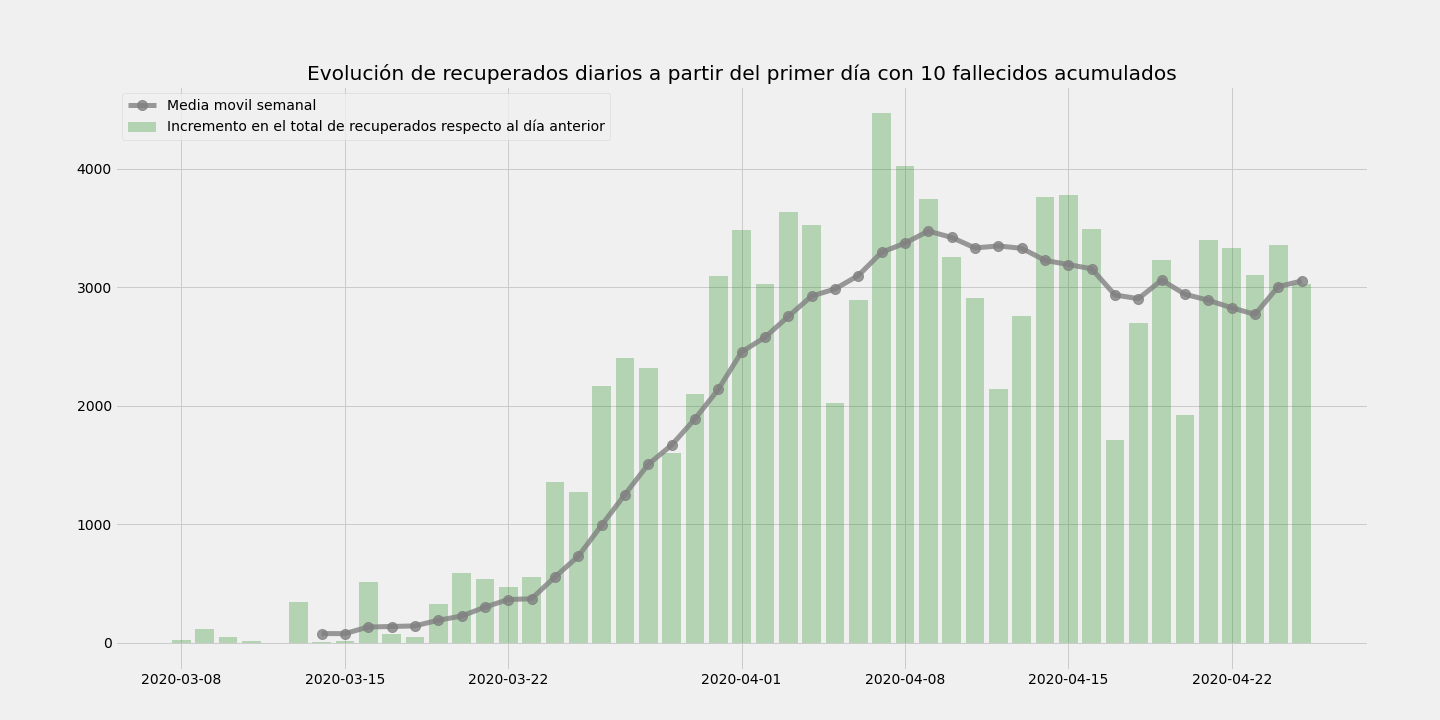 Evolución de recuperados diarios a partir del primer día con 10 fallecidos acumulados
Media movil semanal
Incremento en el total de recuperados respecto al día anterior
4000
3000
2000
1000
0
2020-03-08 2020-03-15 2020-03-22 2020-04-01 2020-04-08 2020-04-15 2020-04-22